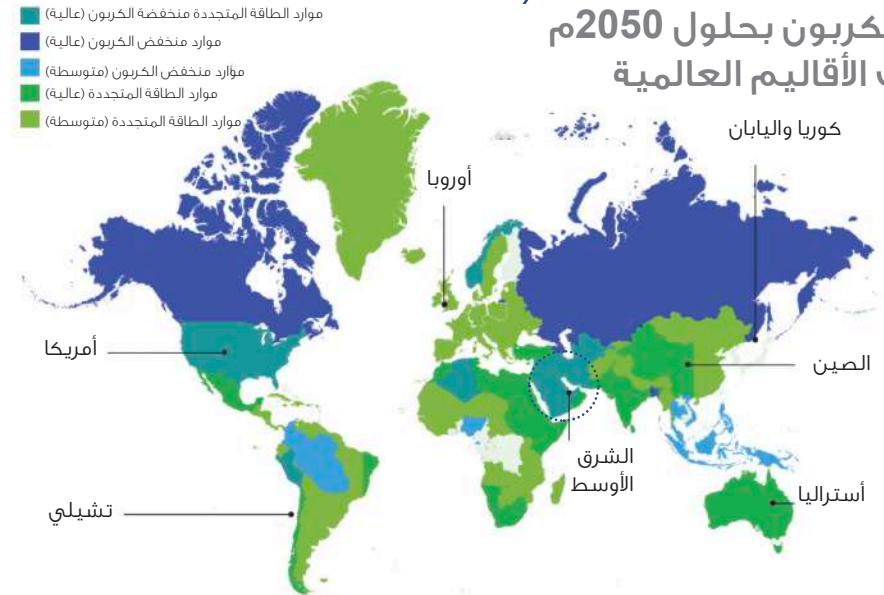 موارد الطاقة المتجددة منخفضة الكربون (عالية)
موارد منخفض الكربون (عالية)
موارد منخفض الكربون (متوسطة)
موارد الطاقة المتجددة (عالية)
موارد الطاقة المتجددة (متوسطة)
لكربون بحلول 2050م
الأقاليم العالمية
كوريا واليابان
أوروبا
أمريكا
الصين
الشرق
الأوسط
أستراليا
تشيلي